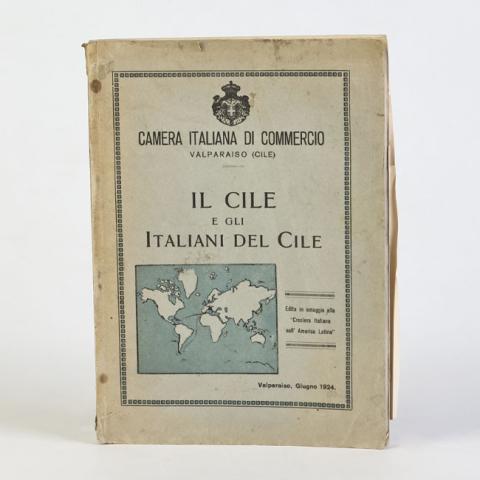 CAMERA ITALIANA DI COMMERCIO
VALPARAISO (CILE)
IL CILE
E GLI
ITALIANI DEL CILE
Edito in omaggio alla
"Crociera Italiana
nell' America Latina"
Valparaiso, Giugno 1924.